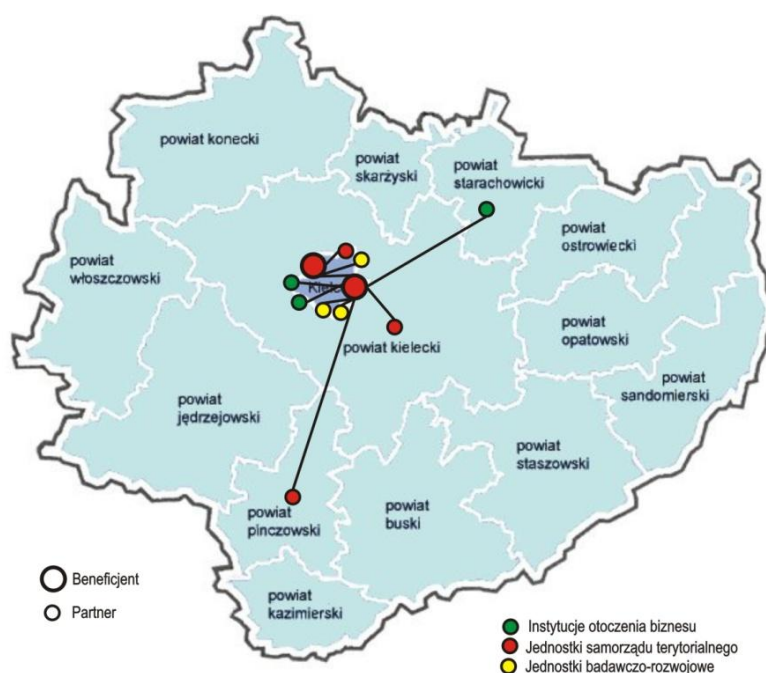 powiat konecki
powiat
skarżyski
powiat
starachowicki
powiat
ostrowiecki
powiat
włoszczowski
powiat kielecki
powiat
opatowski
powiat
sandomierski
powiat
jędrzejowski
powiat
staszowski
powiat
pińczowski
powiat
buski
powiat
kazimierski
Beneficjent
Partner
Instytucje otoczenia biznesu
Jednostki samorządu terytorialnego
Jednostki badawczo-rozwojowe